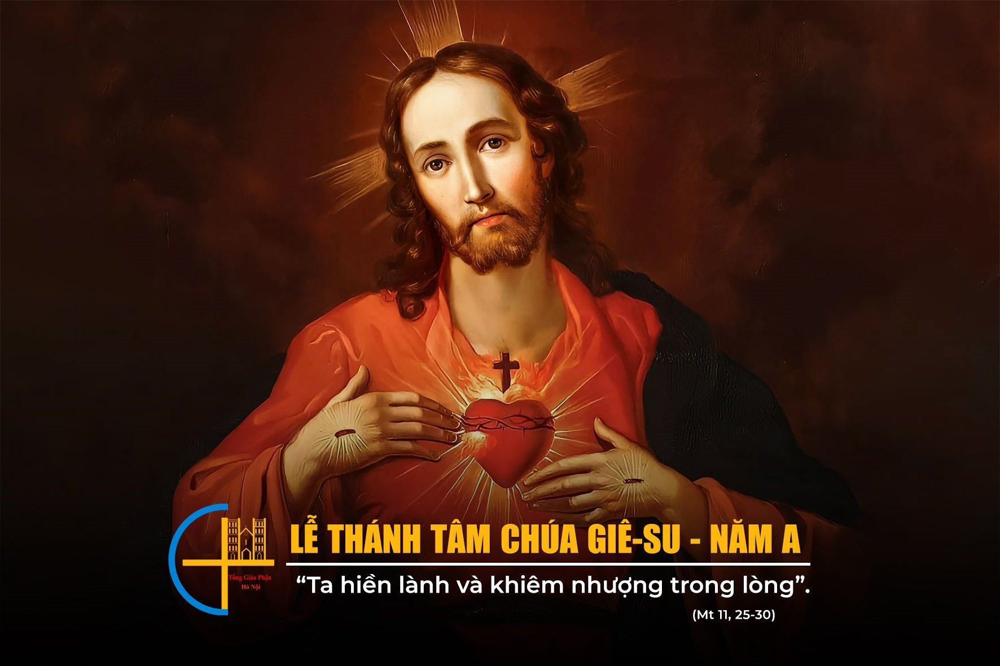 LỄ THÁNH TÂM CHÚA GIÊ-SU - NĂM A
Tổng Giáo Phận
Hà Nội
“Ta hiền lành và khiêm nhượng trong lòng”.
(Mt 11, 25-30)